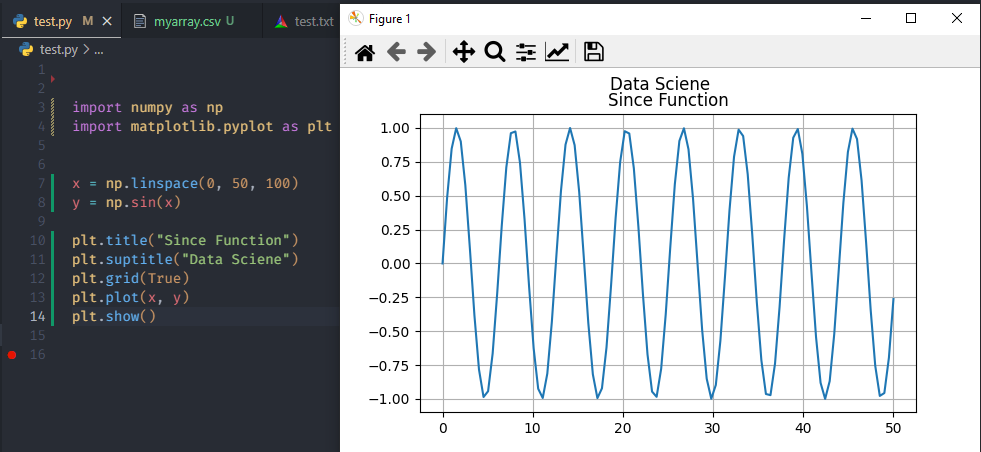 test.py M × myarray.csv U test.txt
test.py > ...
1
2
3 import numpy as np
4 import matplotlib.pyplot as plt
5
6
7 x = np.linspace(0, 50, 100)
8 y = np.sin(x)
9
10 plt.title("Since Function")
11 plt.suptitle("Data Sciene")
12 plt.grid(True)
13 plt.plot(x, y)
14 plt.show()
15
16
Figure 1
Data Sciene
Since Function
1.00
0.75
0.50
0.25
0.00
−0.25
−0.50
−0.75
−1.00
0 10 20 30 40 50